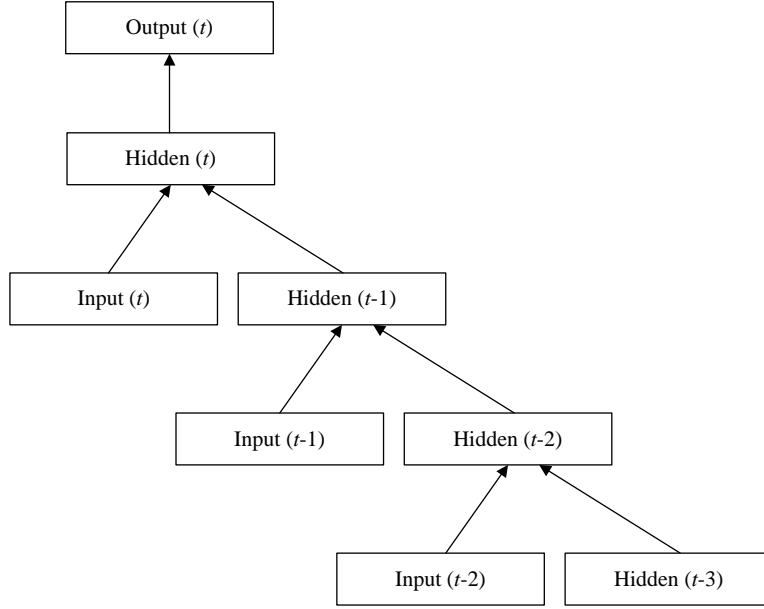 Output (t)
Hidden (t)
Input (t)
Hidden (t-1)
Input (t-1)
Hidden (t-2)
Input (t-2)
Hidden (t-3)